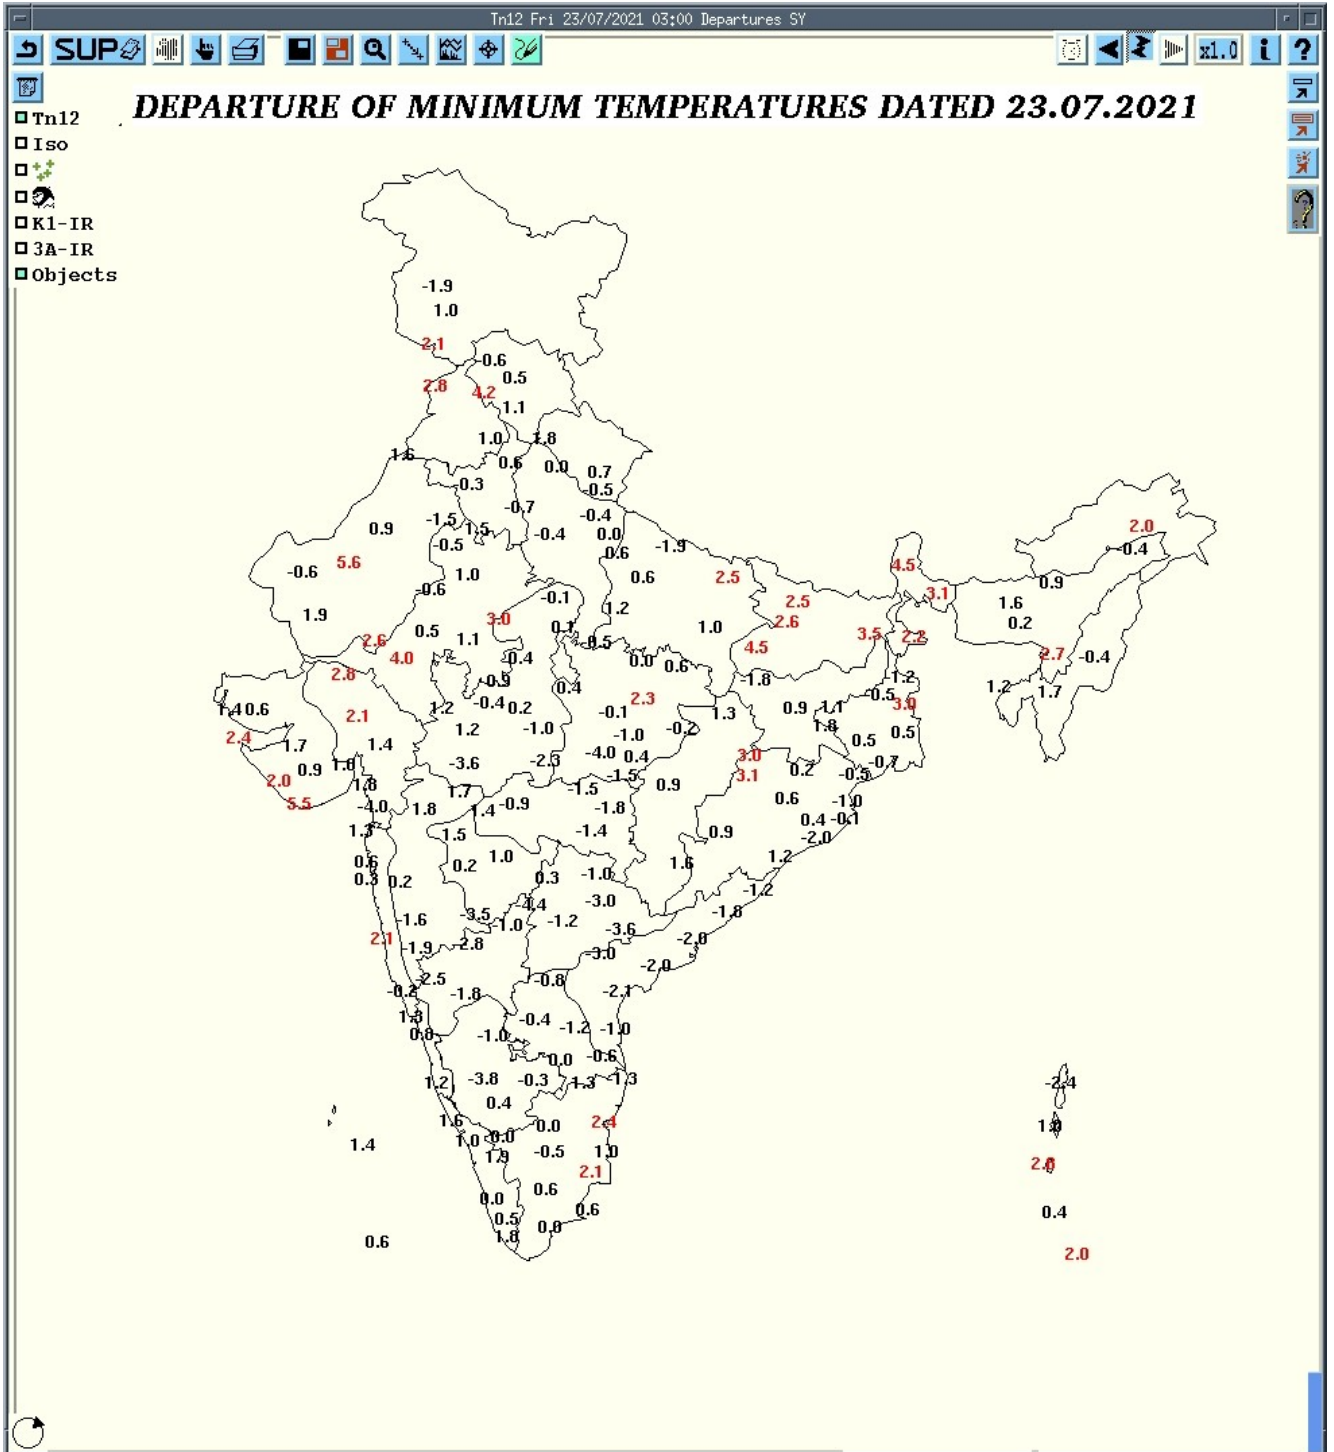 Tn12 Fri 23/07/2021 03:00 Departures SY
SUP x1.0 i ?
DEPARTURE OF MINIMUM TEMPERATURES DATED 23.07.2021
Tn12
Iso
K1-IR
3A-IR
Objects
-1.9
1.0
2.1
-0.6
0.5
2.8 4.2
1.1
1.0 1.8
1.6 0.6 0.0 0.7
-0.3 -0.5
-0.7 -0.4
0.9 -1.5 1.5 -0.4 0.0 2.0
-0.5 0.6 -1.9 -0.4
5.6 4.5
-0.6 1.0 0.6 2.5 0.9
-0.6 -0.1 2.5 3.1 1.6
1.9 3.0 1.2 2.6 0.2
2.6 0.5 1.1 0.1 0.5 1.0 3.5 2.2
4.0 0.4 0.0 0.6 4.5 2.7 -0.4
2.8 -0.9 0.4 -1.8 -1.2 1.2 1.7
1.4 0.6 2.1 1.2 -0.4 0.2 -0.1 2.3 1.3 0.9 1.1 -0.5 3.0
2.4 1.7 1.4 1.2 -1.0 -1.0 -0.2 1.8 0.5 0.5
0.9 1.0 -3.6 -2.3 -4.0 0.4 3.0 0.2 -0.5 -0.7
2.0 1.8 1.7 -1.5 1.5 0.9 3.1
5.5 -4.0 1.8 1.4 -0.9 -1.8 0.6 -1.0
1.3 1.5 -1.4 0.9 0.4 -0.1
0.6 0.2 1.0 1.6 1.2 -2.0
0.3 0.2 0.3 -1.0 -1.2
-1.6 -3.5 -4.4 -3.0 -1.8
-1.0 -1.2 -3.6
2.1 -1.9 2.8 -3.0 -2.0
-2.5 -0.8 -2.0
-0.2 -1.8 -2.1
1.3 -0.4
0.8 -1.0 -1.2 -1.0
0.0 -0.6
1.2 -3.8 -0.3 1.3 -1.3 -2.4
0.4
1.6 0.0 2.4 1.0
1.4 1.0 0.0
1.9 -0.5 1.0
2.1
0.0 0.6
0.5 0.6 0.4
0.6 1.8 0.0
2.0